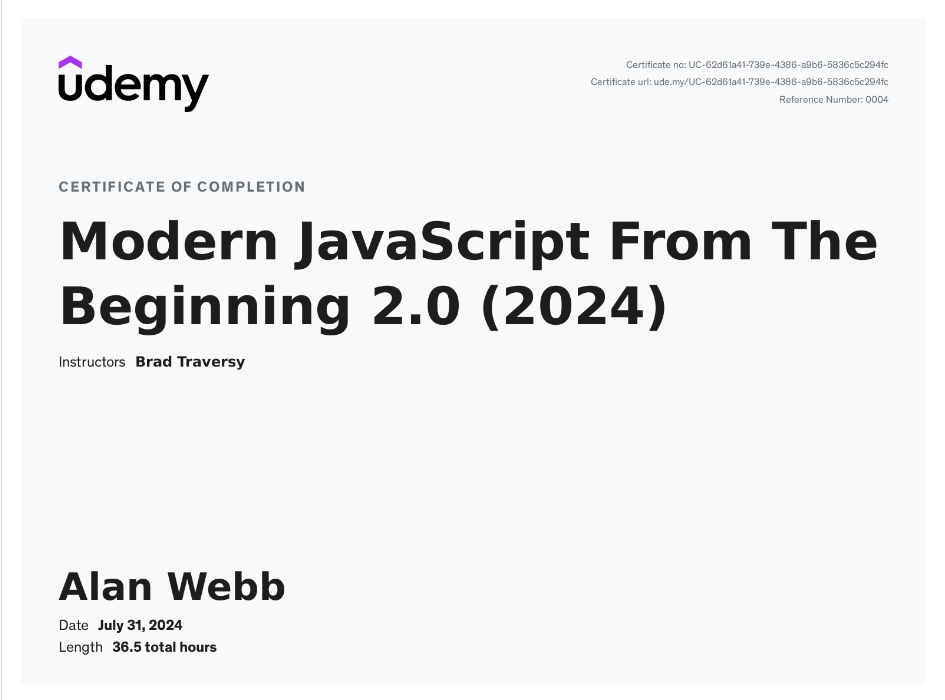 udemy
Certificate no: UC-62d61a41-739e-4386-a9b6-5836c5c294fc
Certificate url: ude.my/UC-62d61a41-739e-4386-a9b6-5836c5c294fc
Reference Number: 0004
CERTIFICATE OF COMPLETION
Modern JavaScript From The
Beginning 2.0 (2024)
Instructors Brad Traversy
Alan Webb
Date July 31, 2024
Length 36.5 total hours